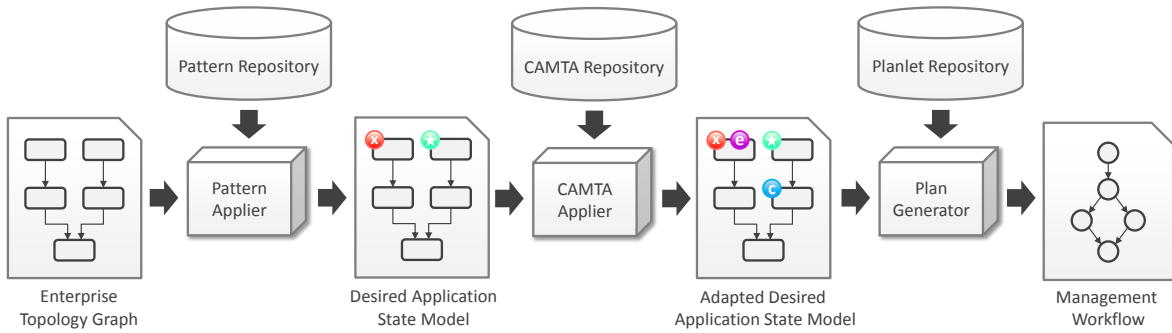 Pattern Repository
CAMTA Repository
Planlet Repository
x
x e
c
Pattern
Applier
CAMTA
Applier
Plan
Generator
Enterprise
Topology Graph
Desired Application
State Model
Adapted Desired
Application State Model
Management
Workflow